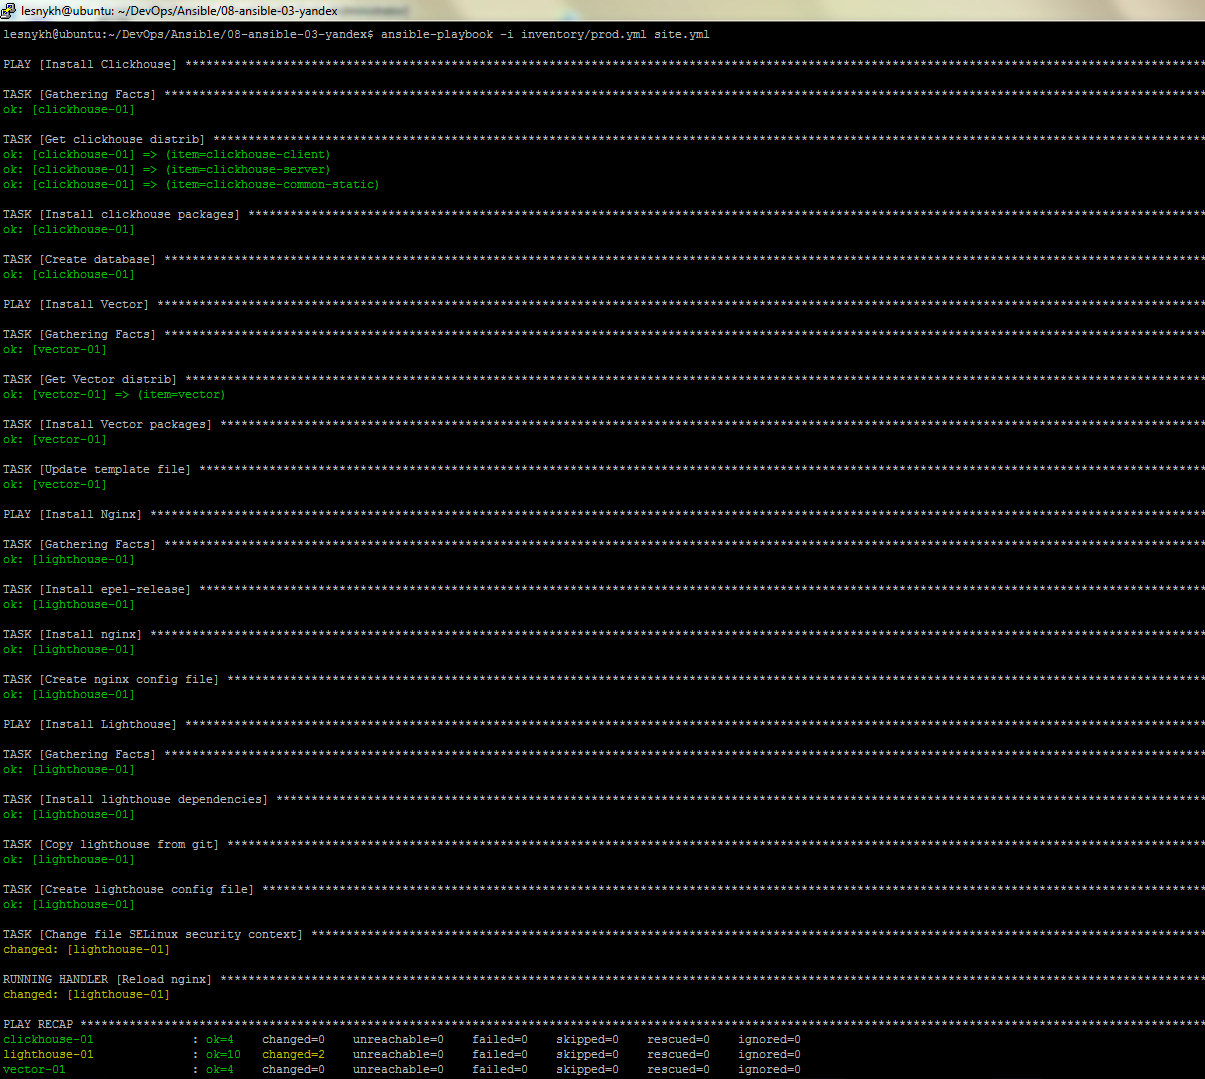 lesnykh@ubuntu: ~/DevOps/Ansible/08-ansible-03-yandex
lesnykh@ubuntu:~/DevOps/Ansible/08-ansible-03-yandex$ ansible-playbook -i inventory/prod.yml site.yml
PLAY [Install Clickhouse] ****************************************************************************************************************************************************
TASK [Gathering Facts] *******************************************************************************************************************************************************
ok: [clickhouse-01]
TASK [Get clickhouse distrib] ************************************************************************************************************************************************
ok: [clickhouse-01] => (item=clickhouse-client)
ok: [clickhouse-01] => (item=clickhouse-server)
ok: [clickhouse-01] => (item=clickhouse-common-static)
TASK [Install clickhouse packages] *******************************************************************************************************************************************
ok: [clickhouse-01]
TASK [Create database] *******************************************************************************************************************************************************
ok: [clickhouse-01]
PLAY [Install Vector] ********************************************************************************************************************************************************
TASK [Gathering Facts] *******************************************************************************************************************************************************
ok: [vector-01]
TASK [Get Vector distrib] ****************************************************************************************************************************************************
ok: [vector-01] => (item=vector)
TASK [Install Vector packages] ***********************************************************************************************************************************************
ok: [vector-01]
TASK [Update template file] **************************************************************************************************************************************************
ok: [vector-01]
PLAY [Install Nginx] *********************************************************************************************************************************************************
TASK [Gathering Facts] *******************************************************************************************************************************************************
ok: [lighthouse-01]
TASK [Install epel-release] **************************************************************************************************************************************************
ok: [lighthouse-01]
TASK [Install nginx] *********************************************************************************************************************************************************
ok: [lighthouse-01]
TASK [Create nginx config file] **********************************************************************************************************************************************
ok: [lighthouse-01]
PLAY [Install Lighthouse] ****************************************************************************************************************************************************
TASK [Gathering Facts] *******************************************************************************************************************************************************
ok: [lighthouse-01]
TASK [Install lighthouse dependencies] ***************************************************************************************************************************************
ok: [lighthouse-01]
TASK [Copy lighthouse from git] **********************************************************************************************************************************************
ok: [lighthouse-01]
TASK [Create lighthouse config file] *****************************************************************************************************************************************
ok: [lighthouse-01]
TASK [Change file SELinux security context] **********************************************************************************************************************************
changed: [lighthouse-01]
RUNNING HANDLER [Reload nginx] ***********************************************************************************************************************************************
changed: [lighthouse-01]
PLAY RECAP *******************************************************************************************************************************************************************
clickhouse-01 : ok=4 changed=0 unreachable=0 failed=0 skipped=0 rescued=0 ignored=0
lighthouse-01 : ok=10 changed=2 unreachable=0 failed=0 skipped=0 rescued=0 ignored=0
vector-01 : ok=4 changed=0 unreachable=0 failed=0 skipped=0 rescued=0 ignored=0